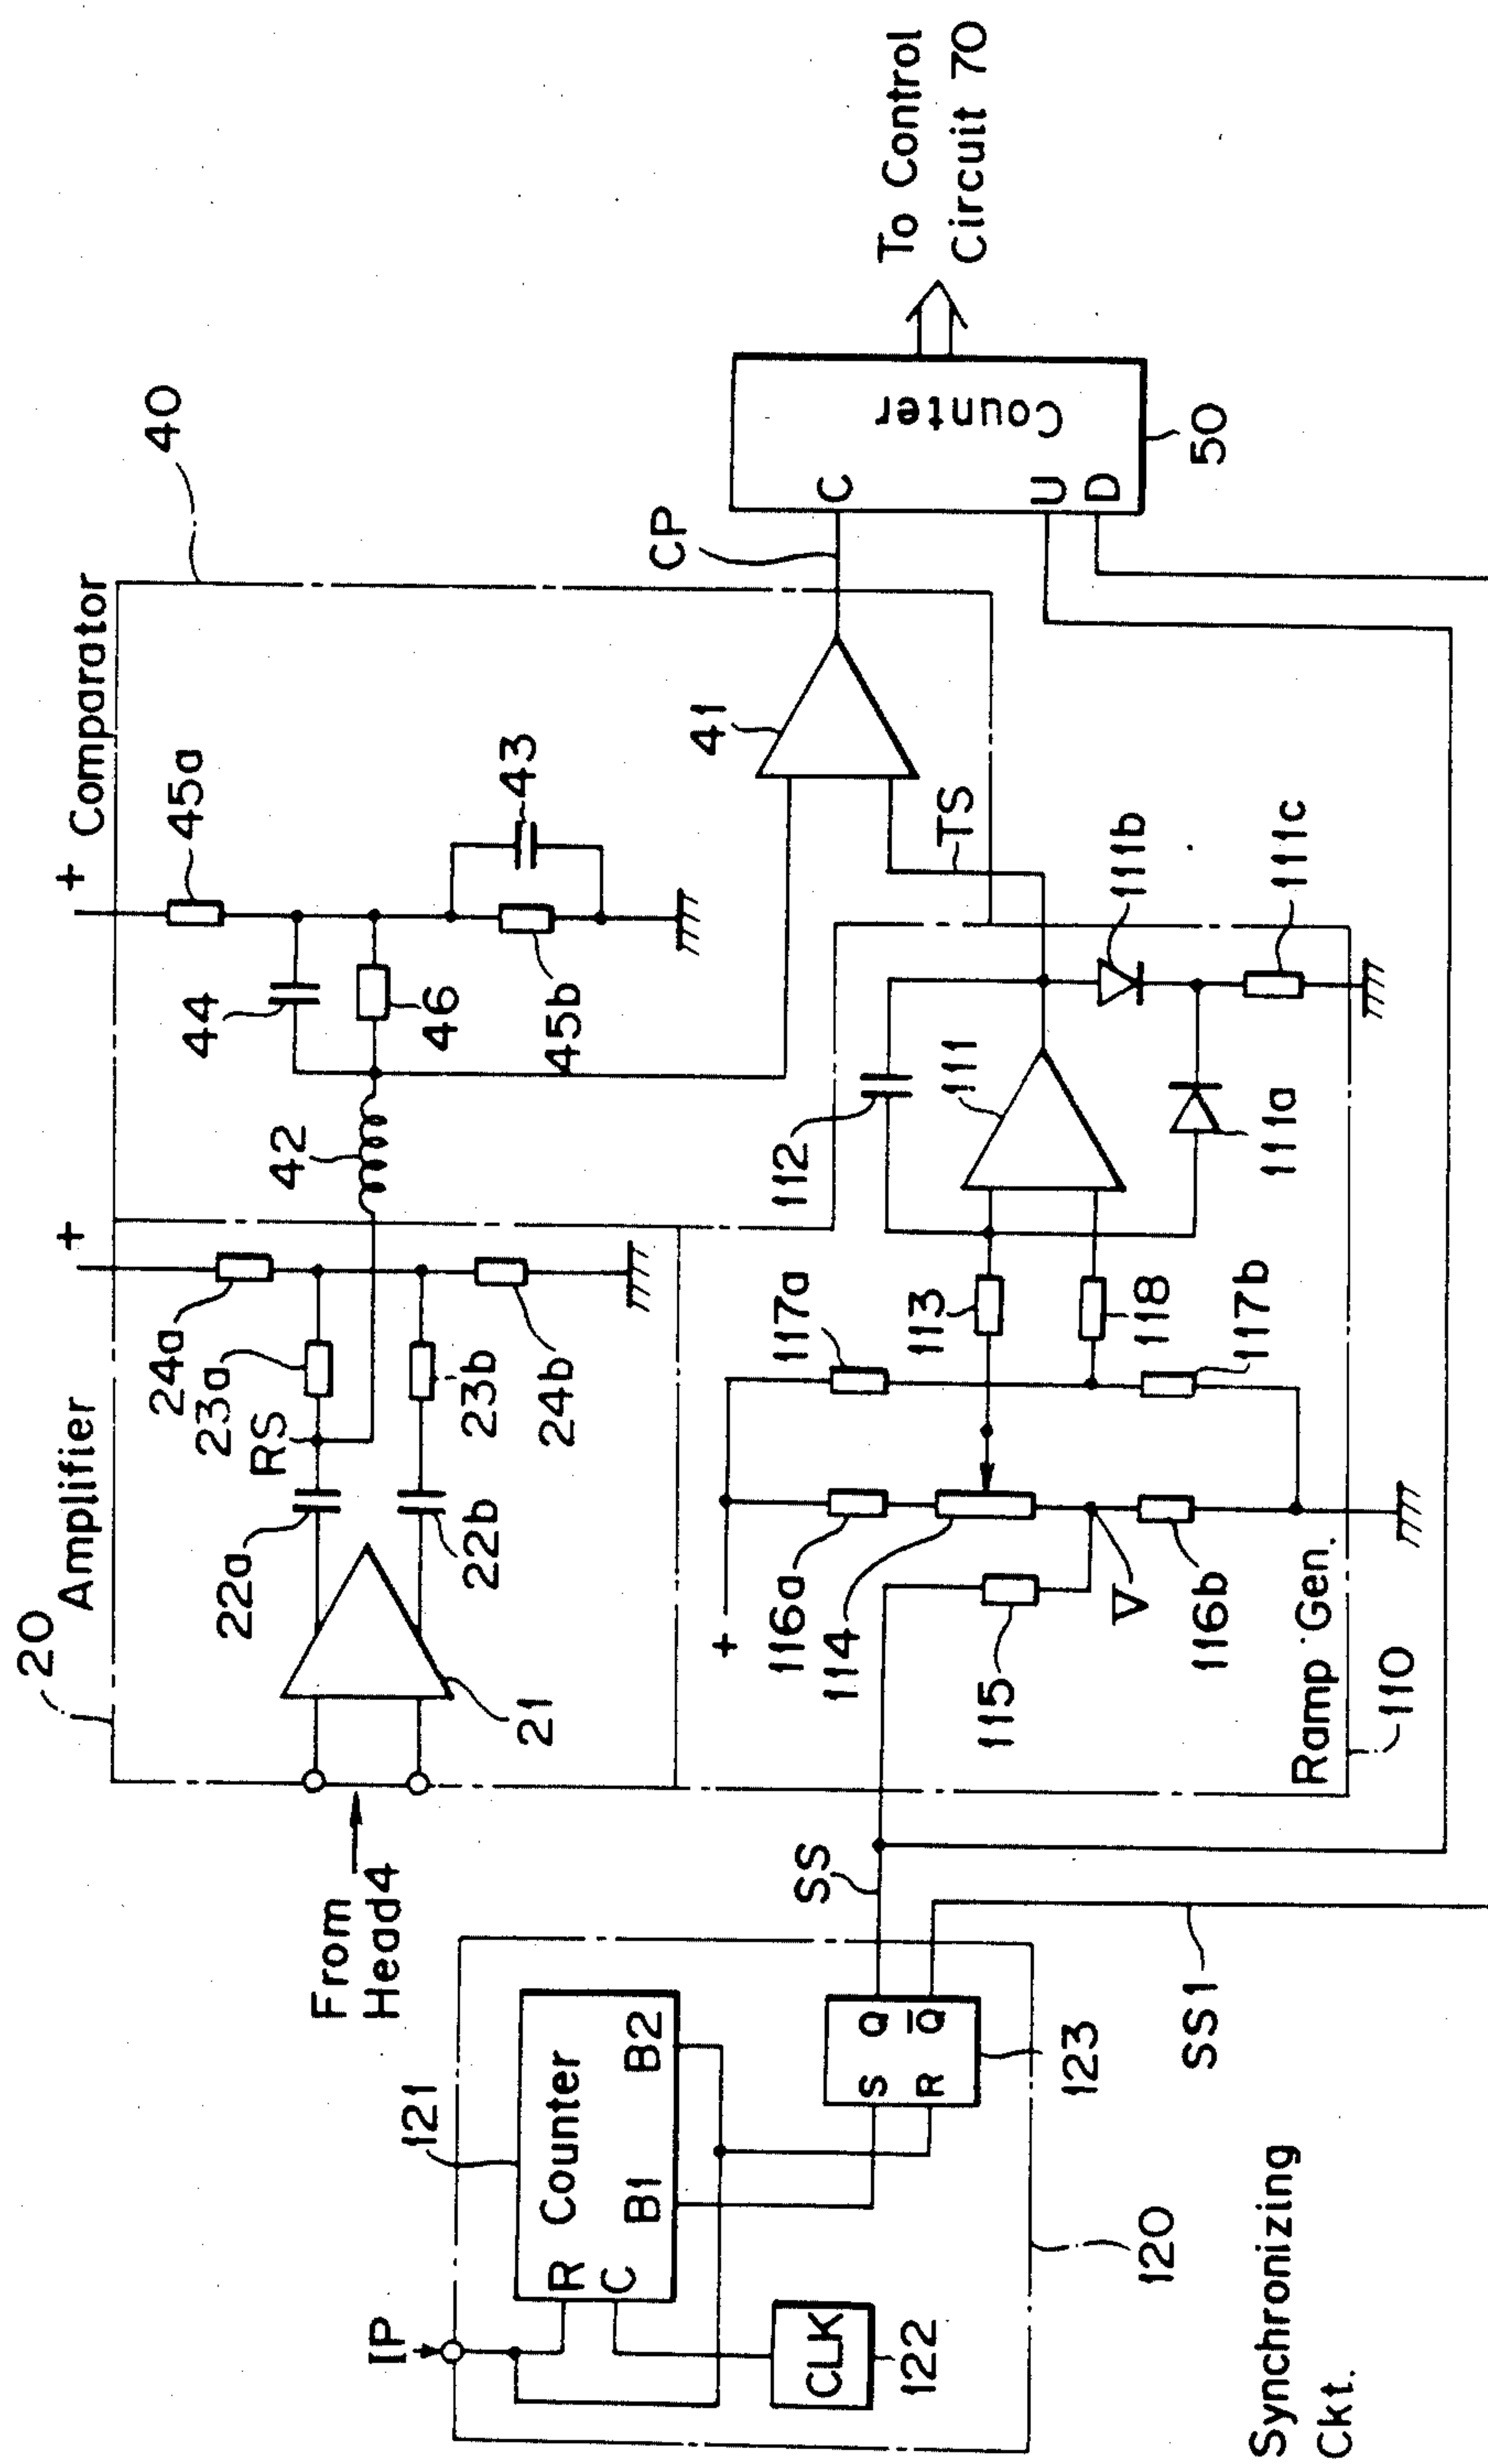 20
Amplifier
+
24a
23a
RS
22a
22b
23b
24b
21
From
Head4
+ Comparator
40
45a
44
46
45b
43
42
41
CP
Counter
C
U
D
50
To Control
Circuit 70
TS
112
111
111b
111a
111c
117a
113
118
117b
+
116a
114
115
V
116b
Ramp Gen.
110
SS
SS1
IP
121
Counter
R
C
B1
B2
CLK
122
S
Q
R
Q̅
123
120
Synchronizing
Ckt.